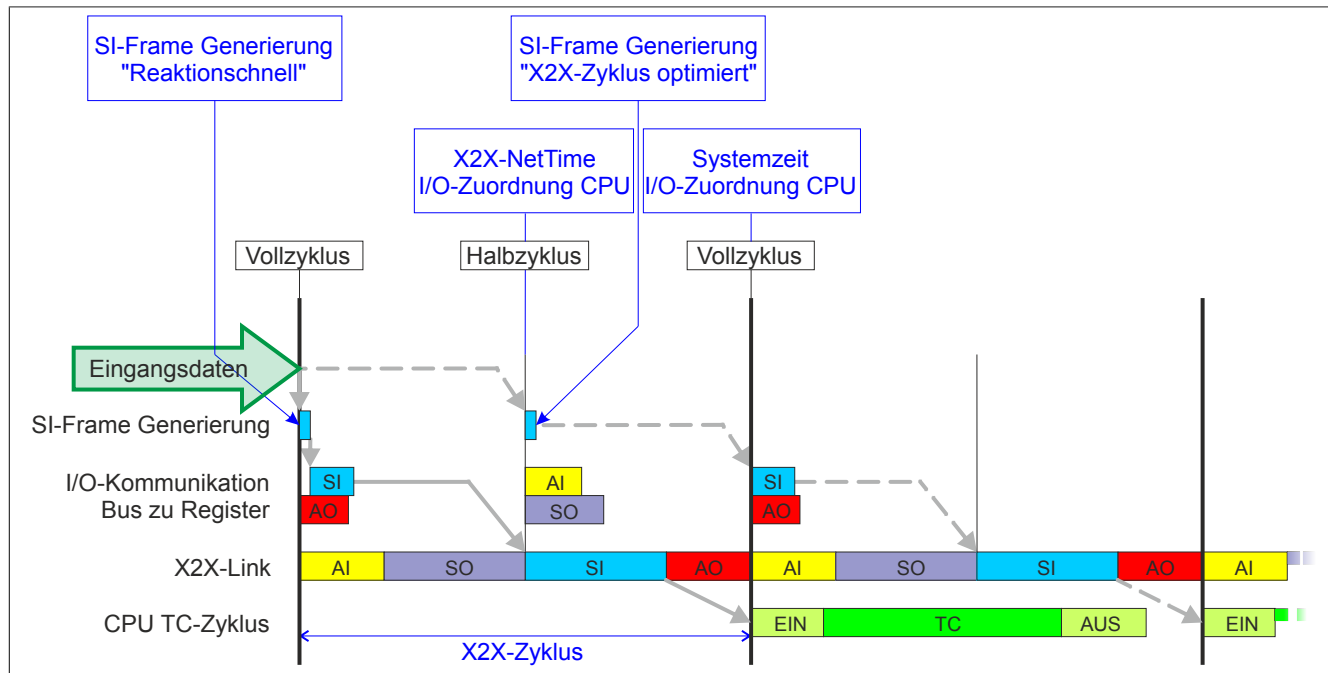 SI-Frame Generierung
"Reaktionschnell"
SI-Frame Generierung
"X2X-Zyklus optimiert"
X2X-NetTime
I/O-Zuordnung CPU
Systemzeit
I/O-Zuordnung CPU
Vollzyklus
Halbzyklus
Vollzyklus
Eingangsdaten
SI-Frame Generierung
I/O-Kommunikation
Bus zu Register
SI
AO
AI
SO
SI
AO
X2X-Link
AI
SO
SI
AO
AI
SO
SI
AO
AI
CPU TC-Zyklus
EIN
TC
AUS
EIN
X2X-Zyklus